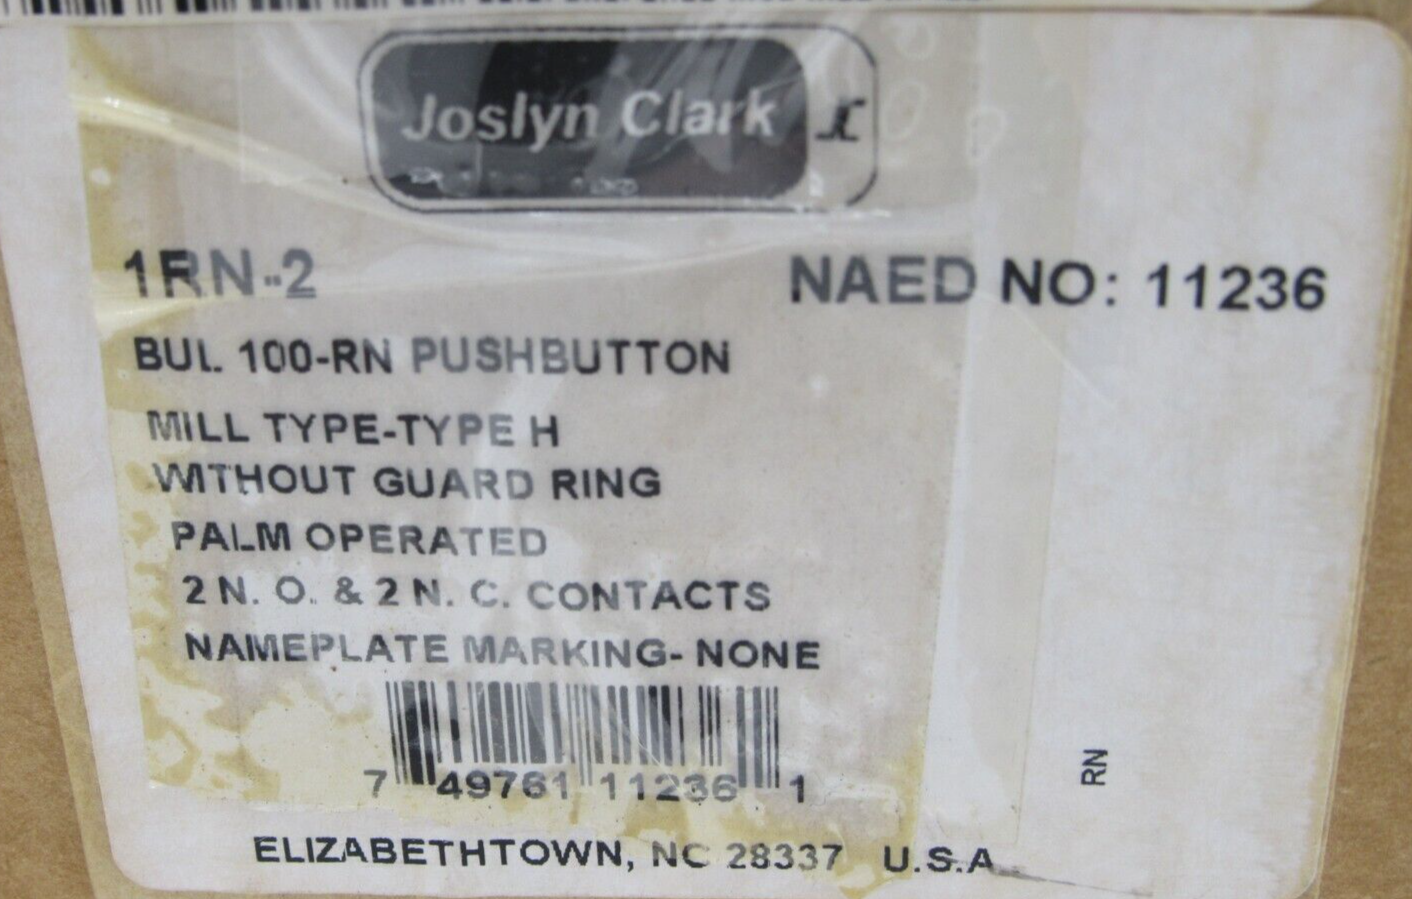 Joslyn Clark JC
1RN-2 NAED NO: 11236
BUL. 100-RN PUSHBUTTON
MILL TYPE-TYPE H
WITHOUT GUARD RING
PALM OPERATED
2 N. O. & 2 N. C. CONTACTS
NAMEPLATE MARKING- NONE
7 49761 11236 1
RN
ELIZABETHTOWN, NC 28337 U.S.A.